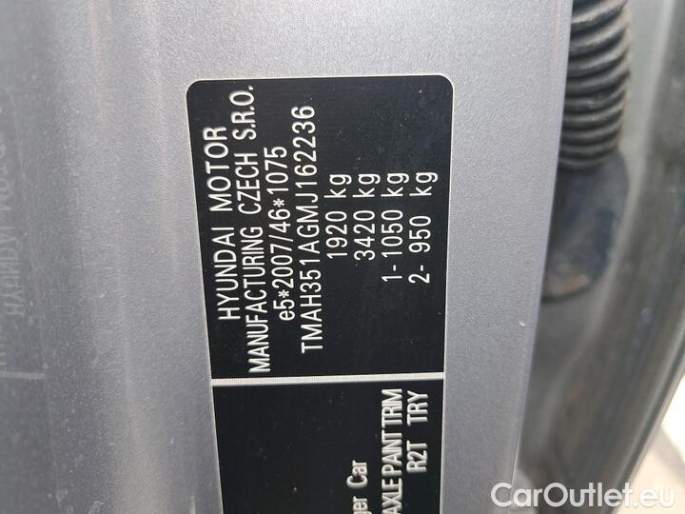 HYUNDAI MOTOR
MANUFACTURING CZECH S.R.O.
e5*2007/46*1075
TMAH351AGMJ162236
1920 kg
3420 kg
1- 1050 kg
2- 950 kg
Car
AXLE PAINT TRIM
R2T TRY
CarOutlet.eu